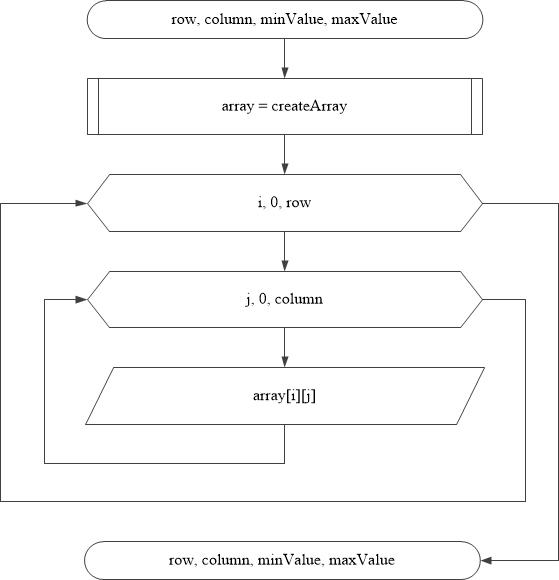 row, column, minValue, maxValue
array = createArray
i, 0, row
j, 0, column
array[i][j]
row, column, minValue, maxValue